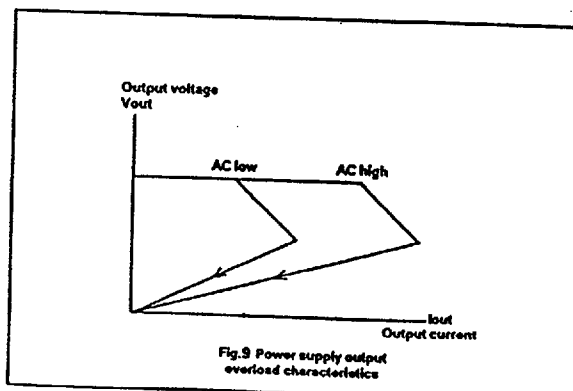 Output voltage
Vout
AC low
AC high
Iout
Output current
Fig.9 Power supply output
overload characteristics